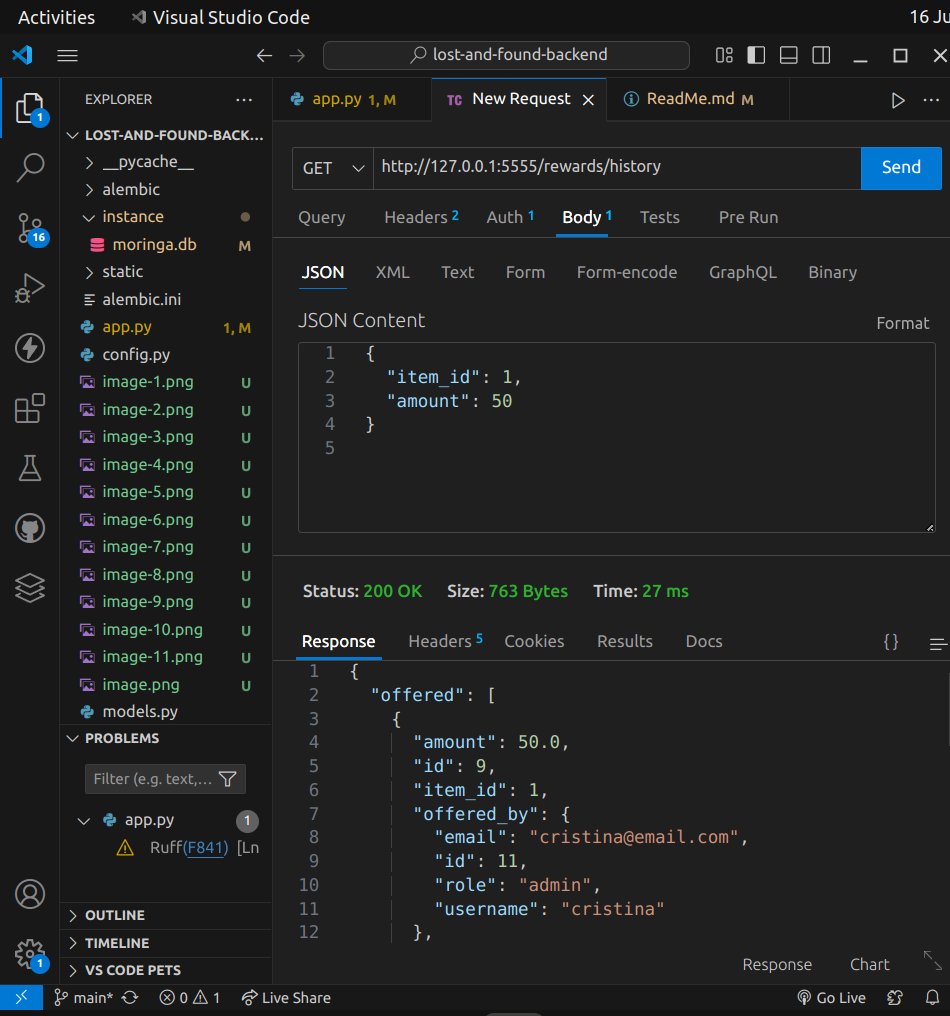 Activities Visual Studio Code 16 Ju
lost-and-found-backend
EXPLORER
LOST-AND-FOUND-BACK...
__pycache__
alembic
instance
moringa.db M
static
alembic.ini
app.py 1, M
config.py
image-1.png U
image-2.png U
image-3.png U
image-4.png U
image-5.png U
image-6.png U
image-7.png U
image-8.png U
image-9.png U
image-10.png U
image-11.png U
image.png U
models.py
PROBLEMS
Filter (e.g. text,...
app.py 1
Ruff(F841) [Ln
OUTLINE
TIMELINE
VS CODE PETS
1
16
1
app.py 1, M TC New Request ReadMe.md M
GET http://127.0.0.1:5555/rewards/history Send
Query Headers 2 Auth 1 Body 1 Tests Pre Run
JSON XML Text Form Form-encode GraphQL Binary
JSON Content Format
1 {
2 "item_id": 1,
3 "amount": 50
4 }
5
Status: 200 OK Size: 763 Bytes Time: 27 ms
Response Headers 5 Cookies Results Docs {}
1 {
2 "offered": [
3 {
4 "amount": 50.0,
5 "id": 9,
6 "item_id": 1,
7 "offered_by": {
8 "email": "cristina@email.com",
9 "id": 11,
10 "role": "admin",
11 "username": "cristina"
12 },
Response Chart
main* 0 1 Live Share Go Live